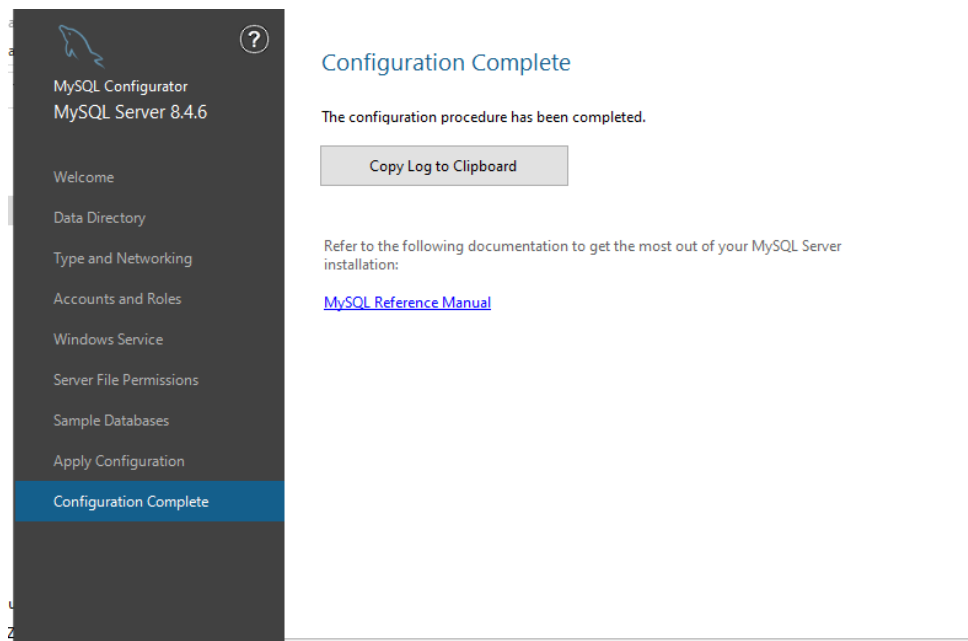 ?
MySQL Configurator
MySQL Server 8.4.6
Welcome
Data Directory
Type and Networking
Accounts and Roles
Windows Service
Server File Permissions
Sample Databases
Apply Configuration
Configuration Complete
Configuration Complete
The configuration procedure has been completed.
Copy Log to Clipboard
Refer to the following documentation to get the most out of your MySQL Server
installation:
MySQL Reference Manual